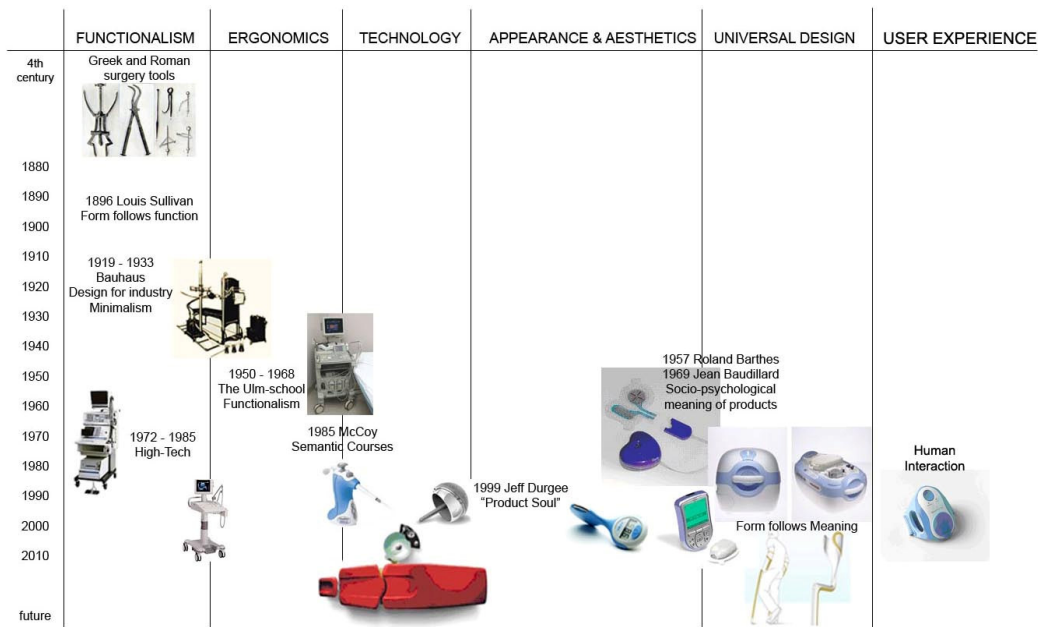 FUNCTIONALISM
ERGONOMICS
TECHNOLOGY
APPEARANCE & AESTHETICS
UNIVERSAL DESIGN
USER EXPERIENCE
4th
century
1880
1890
1900
1910
1920
1930
1940
1950
1960
1970
1980
1990
2000
2010
future
Greek and Roman
surgery tools
1896 Louis Sullivan
Form follows function
1919 - 1933
Bauhaus
Design for industry
Minimalism
1972 - 1985
High-Tech
1950 - 1968
The Ulm-school
Functionalism
1985 McCoy
Semantic Courses
1999 Jeff Durgee
"Product Soul"
1957 Roland Barthes
1969 Jean Baudillard
Socio-psychological
meaning of products
Form follows Meaning
Human
Interaction